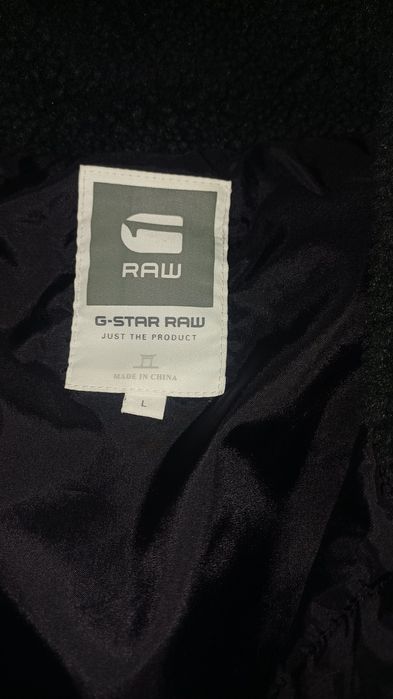 RAW
G-STAR RAW
JUST THE PRODUCT
MADE IN CHINA
L